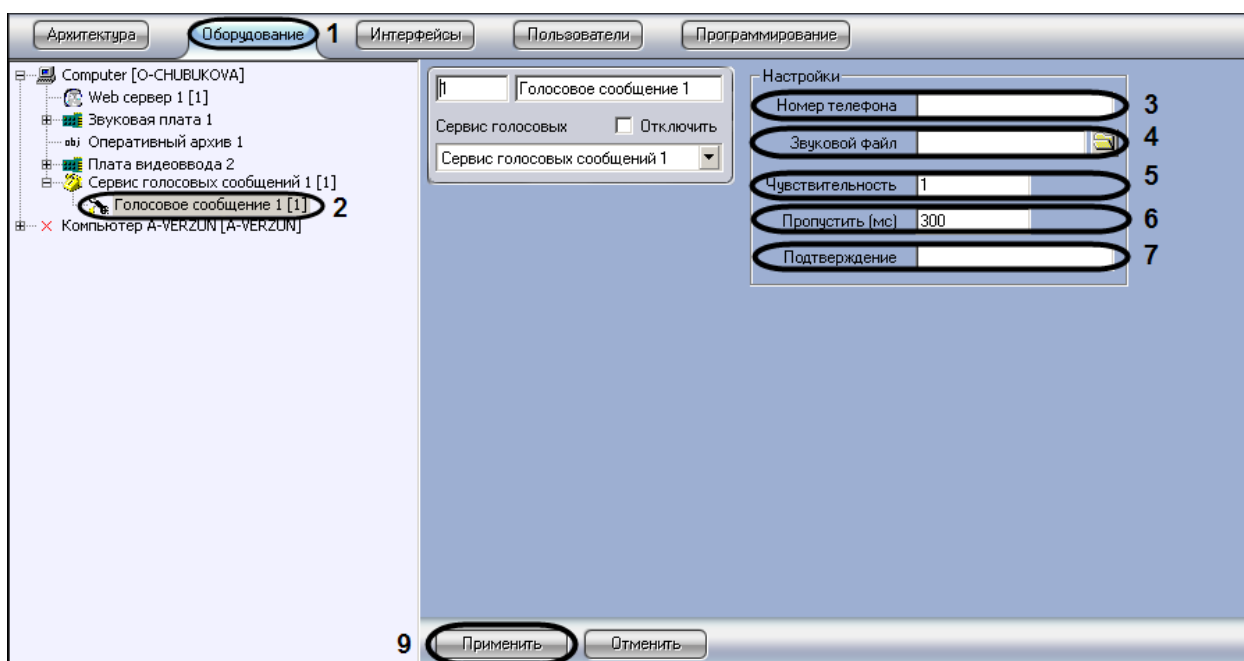 Архитектура Оборудование 1 Интерфейсы Пользователи Программирование
Computer [O-CHUBUKOVA]
Web сервер 1 [1]
Звуковая плата 1
obj Оперативный архив 1
Плата видеоввода 2
Сервис голосовых сообщений 1 [1]
Голосовое сообщение 1 [1] 2
Компьютер A-VERZUN [A-VERZUN]
1 Голосовое сообщение 1
Сервис голосовых Отключить
Сервис голосовых сообщений 1
Настройки
Номер телефона 3
Звуковой файл 4
Чувствительность 1 5
Пропустить (мс) 300 6
Подтверждение 7
9 Применить Отменить